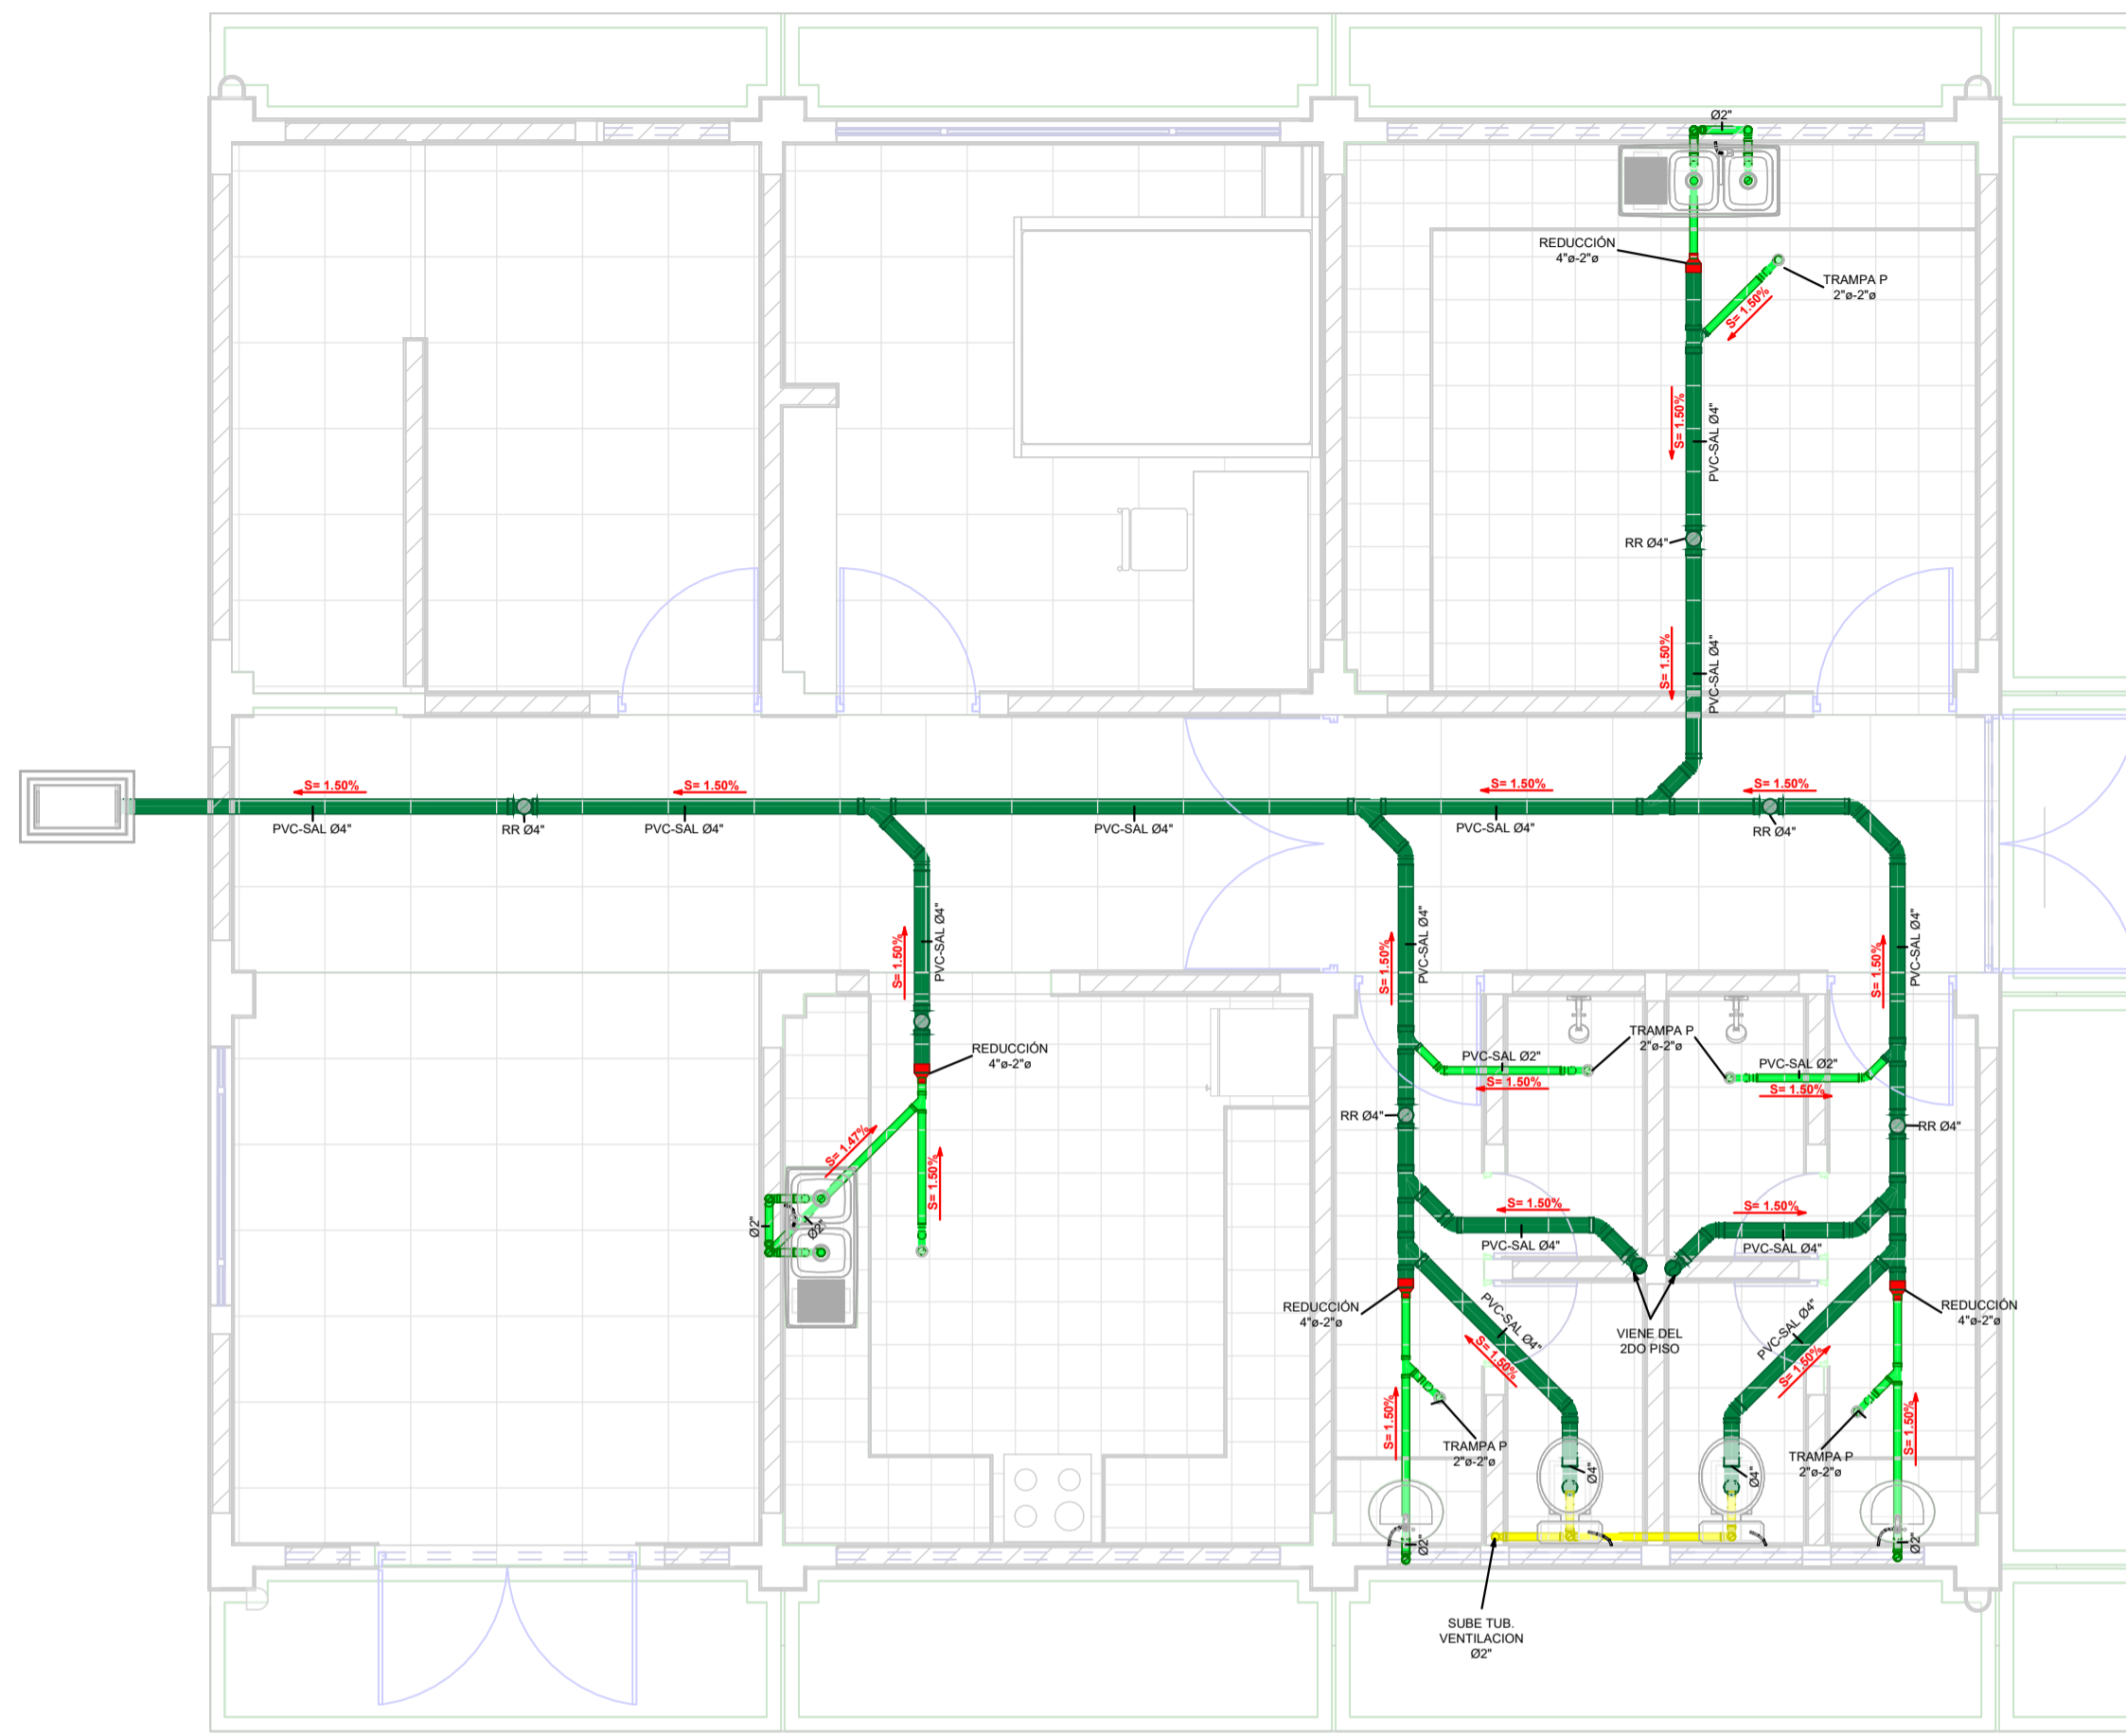 Ø2"
REDUCCIÓN
4"ø-2"ø
TRAMPA P
2"ø-2"ø
S= 1.50%
S= 1.50%
PVC-SAL Ø4"
RR Ø4"
S= 1.50%
PVC-SAL Ø4"
S= 1.50%
PVC-SAL Ø4"
RR Ø4"
S= 1.50%
PVC-SAL Ø4"
PVC-SAL Ø4"
S= 1.50%
PVC-SAL Ø4"
S= 1.50%
RR Ø4"
S= 1.50%
PVC-SAL Ø4"
S= 1.50%
PVC-SAL Ø4"
S= 1.50%
PVC-SAL Ø4"
REDUCCIÓN
4"ø-2"ø
TRAMPA P
2"ø-2"ø
PVC-SAL Ø2"
S= 1.50%
PVC-SAL Ø2"
S= 1.50%
RR Ø4"
RR Ø4"
S= 1.47%
S= 1.50%
Ø2"
Ø2"
S= 1.50%
PVC-SAL Ø4"
S= 1.50%
PVC-SAL Ø4"
REDUCCIÓN
4"ø-2"ø
PVC-SAL Ø4"
S= 1.50%
VIENE DEL
2DO PISO
PVC-SAL Ø4"
S= 1.50%
REDUCCIÓN
4"ø-2"ø
S= 1.50%
TRAMPA P
2"ø-2"ø
Ø4"
Ø4"
TRAMPA P
2"ø-2"ø
S= 1.50%
Ø2"
Ø2"
SUBE TUB.
VENTILACION
Ø2"